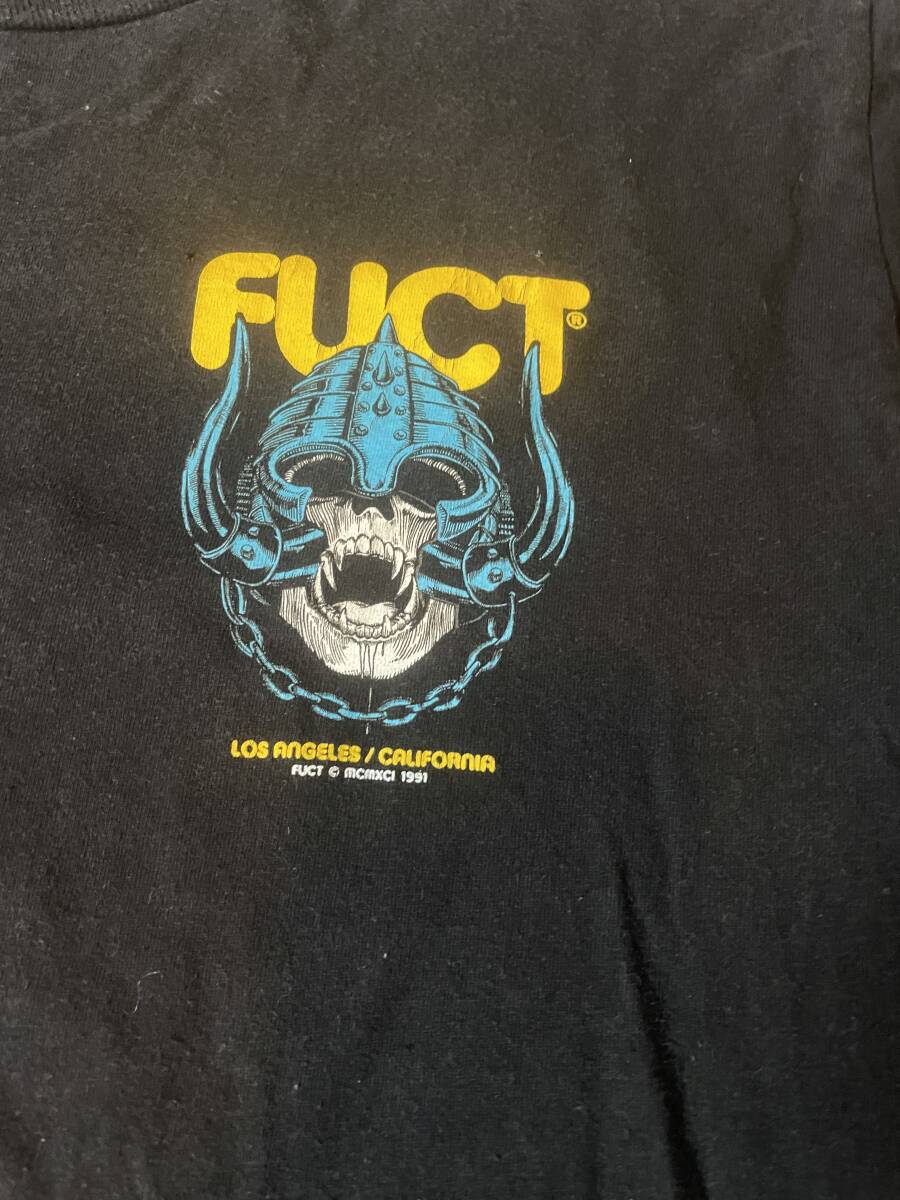 FUCT®
LOS ANGELES / CALIFORNIA
FUCT © MCMXCI 1991